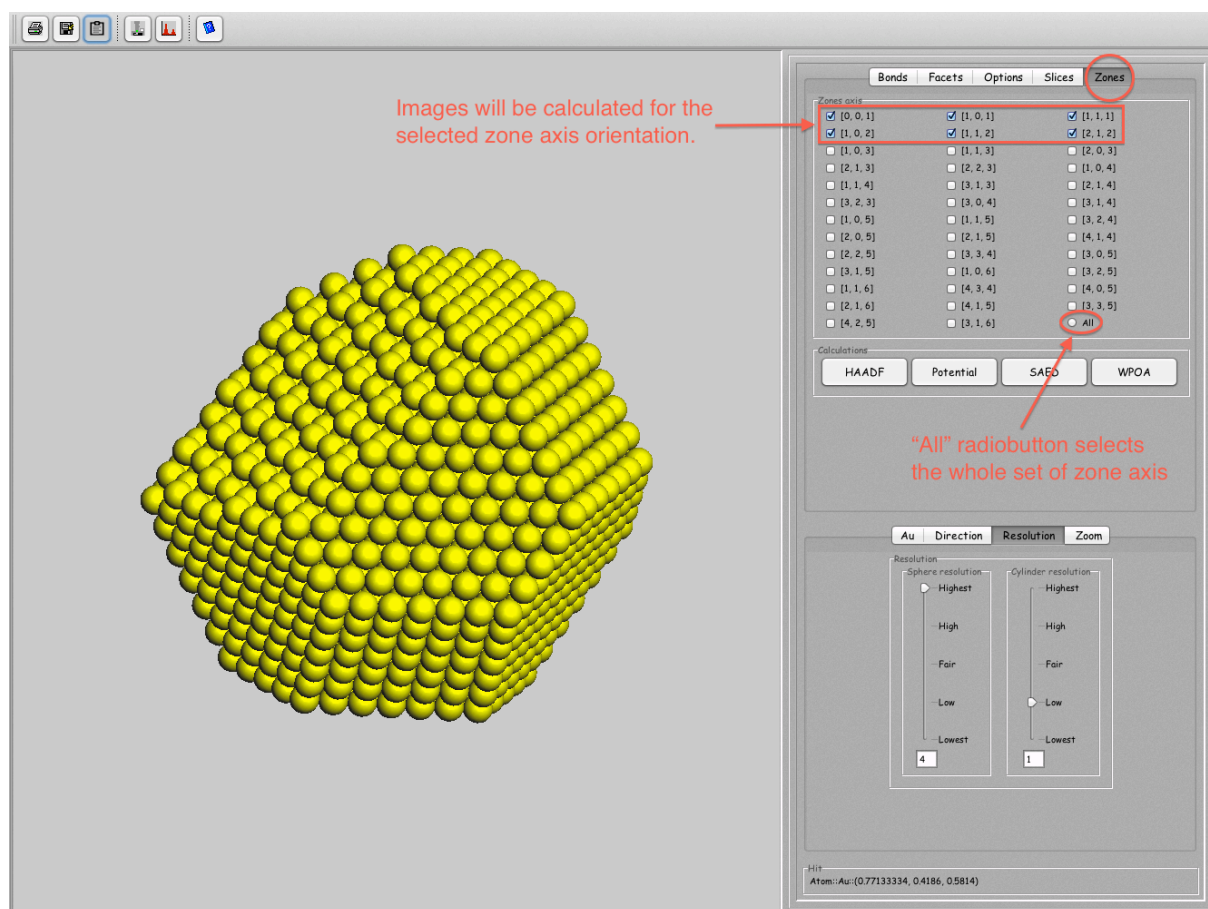 Bonds Facets Options Slices Zones
Images will be calculated for the
selected zone axis orientation.
Zones axis
[0, 0, 1] [1, 0, 1] [1, 1, 1]
[1, 0, 2] [1, 1, 2] [2, 1, 2]
[1, 0, 3] [1, 1, 3] [2, 0, 3]
[2, 1, 3] [2, 2, 3] [1, 0, 4]
[1, 1, 4] [3, 1, 3] [2, 1, 4]
[3, 2, 3] [3, 0, 4] [3, 1, 4]
[1, 0, 5] [1, 1, 5] [3, 2, 4]
[2, 0, 5] [2, 1, 5] [4, 1, 4]
[2, 2, 5] [3, 3, 4] [3, 0, 5]
[3, 1, 5] [1, 0, 6] [3, 2, 5]
[1, 1, 6] [4, 3, 4] [4, 0, 5]
[2, 1, 6] [4, 1, 5] [3, 3, 5]
[4, 2, 5] [3, 1, 6] All
Calculations
HAADF Potential SAED WPOA
“All” radiobutton selects
the whole set of zone axis
Au Direction Resolution Zoom
Resolution
Sphere resolution Cylinder resolution
Highest Highest
High High
Fair Fair
Low Low
Lowest Lowest
4 1
Hit
Atom::Au::(0.77133334, 0.4186, 0.5814)